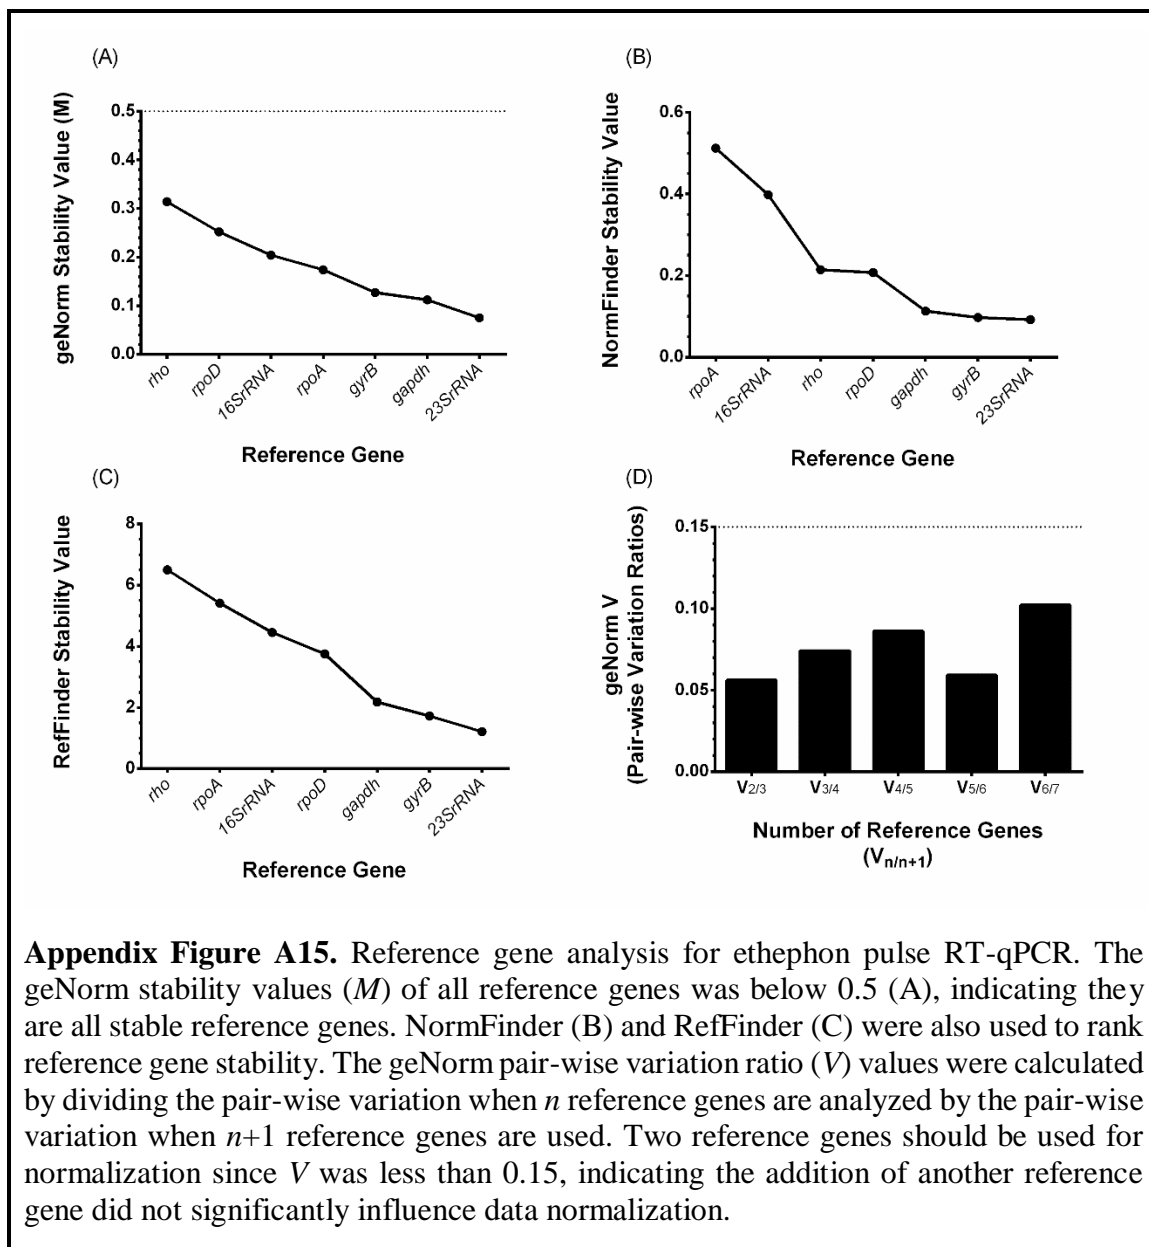 (A)
geNorm Stability Value (M)
0.5
0.4
0.3
0.2
0.1
0.0
rho
rpoD
16SrRNA
rpoA
gyrB
gapdh
23SrRNA
Reference Gene
(B)
NormFinder Stability Value
0.6
0.4
0.2
0.0
rpoA
16SrRNA
rho
rpoD
gapdh
gyrB
23SrRNA
Reference Gene
(C)
RefFinder Stability Value
8
6
4
2
0
rho
rpoA
16SrRNA
rpoD
gapdh
gyrB
23SrRNA
Reference Gene
(D)
geNorm V
(Pair-wise Variation Ratios)
0.15
0.10
0.05
0.00
V2/3
V3/4
V4/5
V5/6
V6/7
Number of Reference Genes
(Vn/n+1)
Appendix Figure A15. Reference gene analysis for ethephon pulse RT-qPCR. The
geNorm stability values (M) of all reference genes was below 0.5 (A), indicating they
are all stable reference genes. NormFinder (B) and RefFinder (C) were also used to rank
reference gene stability. The geNorm pair-wise variation ratio (V) values were calculated
by dividing the pair-wise variation when n reference genes are analyzed by the pair-wise
variation when n+1 reference genes are used. Two reference genes should be used for
normalization since V was less than 0.15, indicating the addition of another reference
gene did not significantly influence data normalization.